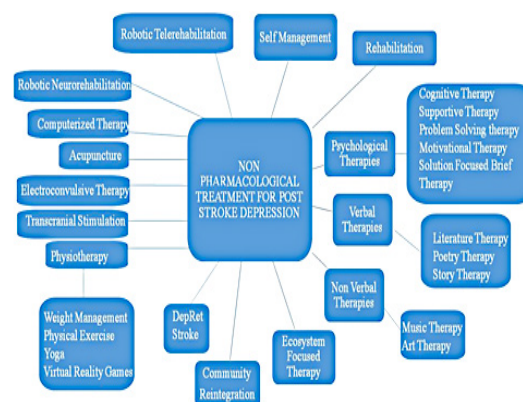 Robotic Telerehabilitation
Self Management
Rehabilitation
Robotic Neurorehabilitation
Computerized Therapy
Acupuncture
Electroconvulsive Therapy
Transcranial Stimulation
Physiotherapy
Weight Management
Physical Exercise
Yoga
Virtual Reality Games
NON
PHARMACOLOGICAL
TREATMENT FOR POST
STROKE DEPRESSION
Psychological
Therapies
Cognitive Therapy
Supportive Therapy
Problem Solving therapy
Motivational Therapy
Solution Focused Brief
Therapy
Verbal
Therapies
Literature Therapy
Poetry Therapy
Story Therapy
Non Verbal
Therapies
Music Therapy
Art Therapy
DepRet
Stroke
Community
Reintegration
Ecosystem
Focused
Therapy